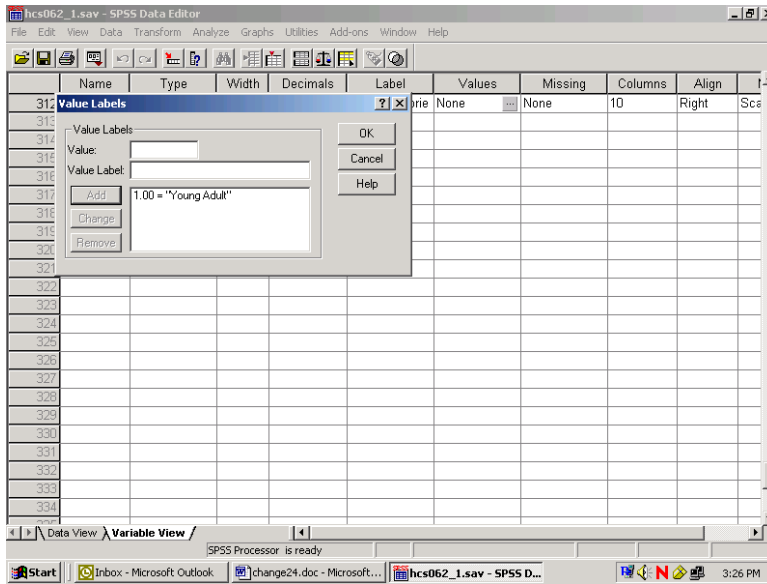 hcs062_1.sav - SPSS Data Editor
File Edit View Data Transform Analyze Graphs Utilities Add-ons Window Help
Name Type Width Decimals Label Values Missing Columns Align
312 orie None ... None 10 Right Sca
Value Labels
Value Labels
Value:
Value Label:
Add
Change
Remove
1.00 = "Young Adult"
OK
Cancel
Help
313
314
315
316
317
318
319
320
321
322
323
324
325
326
327
328
329
330
331
332
333
334
Data View Variable View
SPSS Processor is ready
Start Inbox - Microsoft Outlook change24.doc - Microsoft... hcs062_1.sav - SPSS D... N 3:26 PM